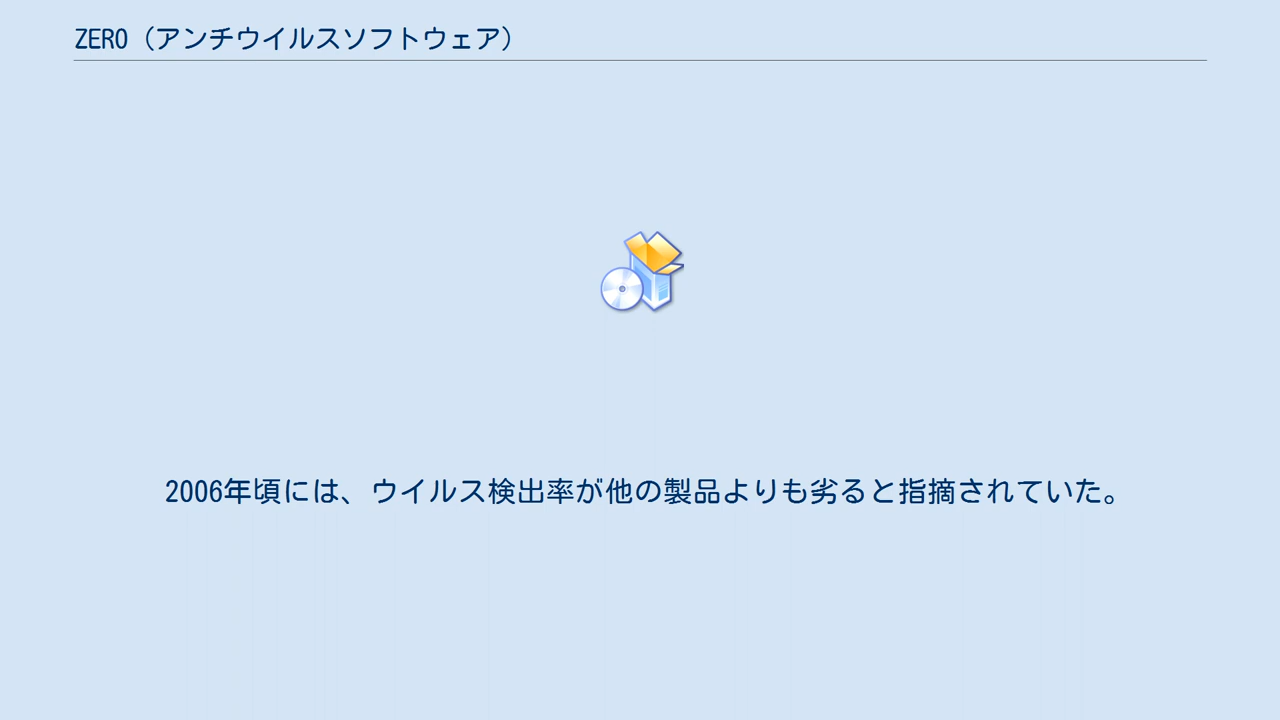 ZERO（アンチウイルスソフトウェア）
2006年頃には、ウイルス検出率が他の製品よりも劣ると指摘されていた。